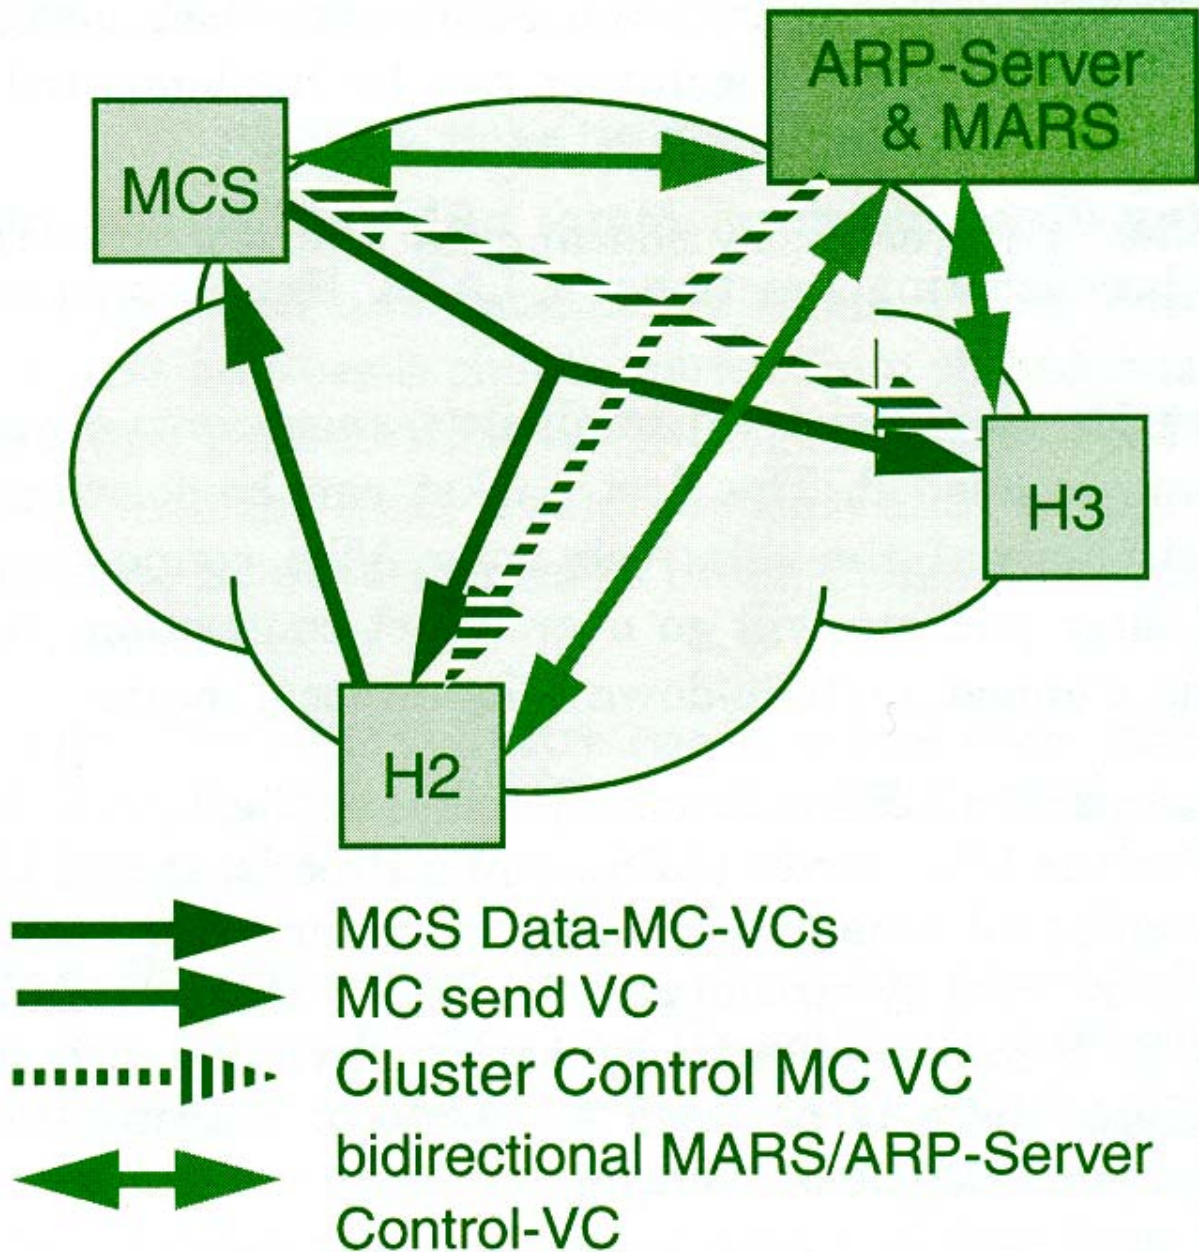 ARP-Server
& MARS
MCS
H3
H2
MCS Data-MC-VCs
MC send VC
Cluster Control MC VC
bidirectional MARS/ARP-Server
Control-VC